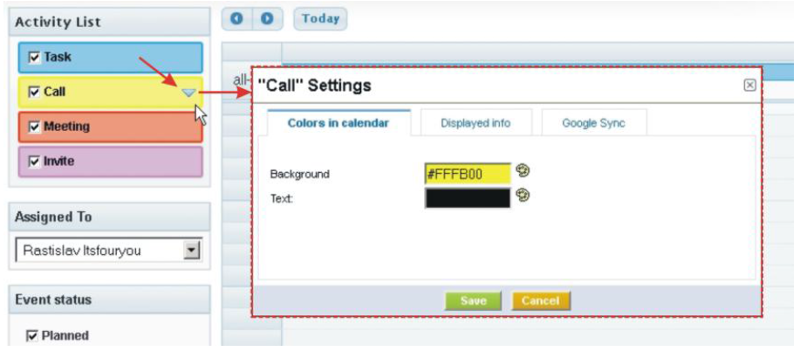 Activity List
Today
Task
all-
Call
"Call" Settings
Meeting
Colors in calendar
Displayed info
Google Sync
Invite
Background
#FFFB00
Text:
Assigned To
Rastislav Itsfouryou
Event status
Save
Cancel
Planned